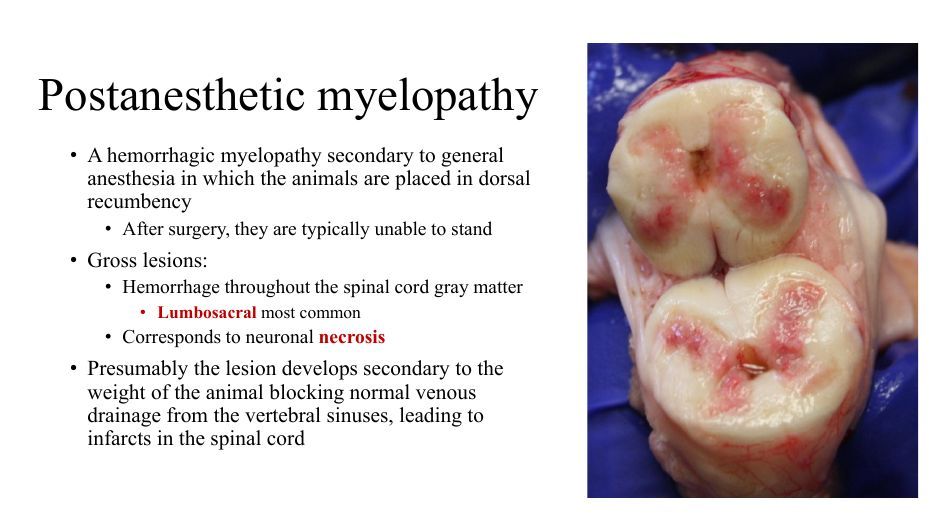 Postanesthetic myelopathy
• A hemorrhagic myelopathy secondary to general
anesthesia in which the animals are placed in dorsal
recumbency
• After surgery, they are typically unable to stand
• Gross lesions:
• Hemorrhage throughout the spinal cord gray matter
• Lumbosacral most common
• Corresponds to neuronal necrosis
• Presumably the lesion develops secondary to the
weight of the animal blocking normal venous
drainage from the vertebral sinuses, leading to
infarcts in the spinal cord